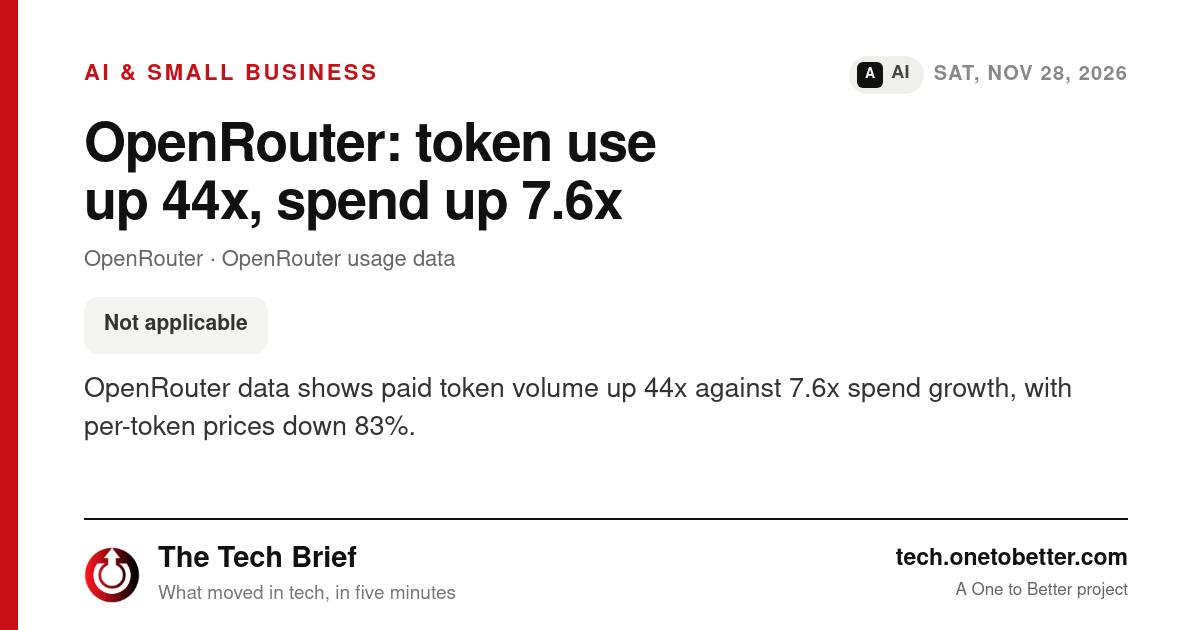 AI & SMALL BUSINESS
A AI SAT, NOV 28, 2026
OpenRouter: token use
up 44x, spend up 7.6x
OpenRouter · OpenRouter usage data
Not applicable
OpenRouter data shows paid token volume up 44x against 7.6x spend growth, with
per-token prices down 83%.
The Tech Brief
What moved in tech, in five minutes
tech.onetobetter.com
A One to Better project